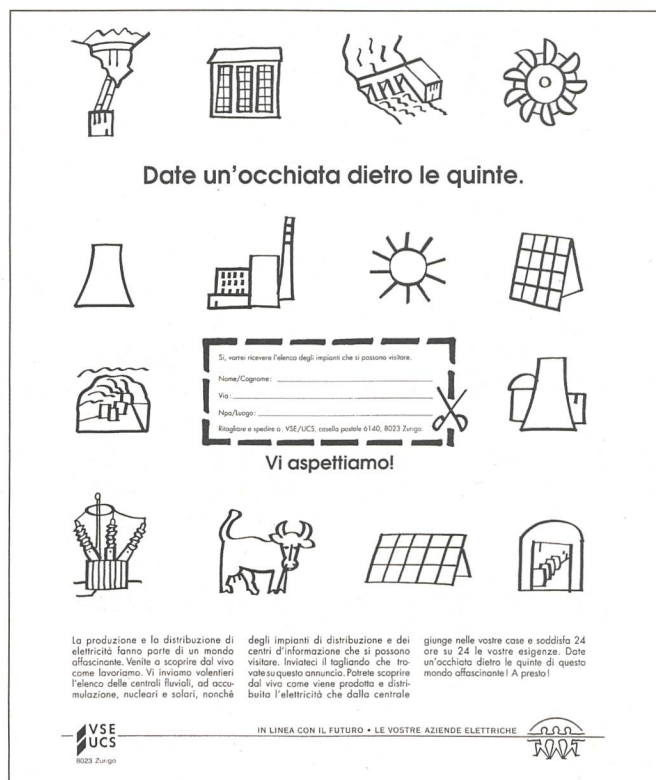 Date un'occhiata dietro le quinte.
Sì, vorrei ricevere l'elenco degli impianti che si possono visitare.
Nome/Cognome:
Via:
Npa/Luogo:
Ritagliare e spedire a: VSE/UCS, casella postale 6140, 8023 Zurigo.
Vi aspettiamo!
La produzione e la distribuzione di
elettricità fanno parte di un mondo
affascinante. Venite a scoprire dal vivo
come lavoriamo. Vi inviamo volentieri
l'elenco delle centrali fluviali, ad accu-
mulazione, nucleari e solari, nonché
degli impianti di distribuzione e dei
centri d'informazione che si possono
visitare. Inviateci il tagliando che tro-
vate su questo annuncio. Potrete scoprire
dal vivo come viene prodotta e distri-
buita l'elettricità che dalla centrale
giunge nelle vostre case e soddisfa 24
ore su 24 le vostre esigenze. Date
un'occhiata dietro le quinte di questo
mondo affascinante! A presto!
VSE
UCS
8023 Zurigo
IN LINEA CON IL FUTURO • LE VOSTRE AZIENDE ELETTRICHE